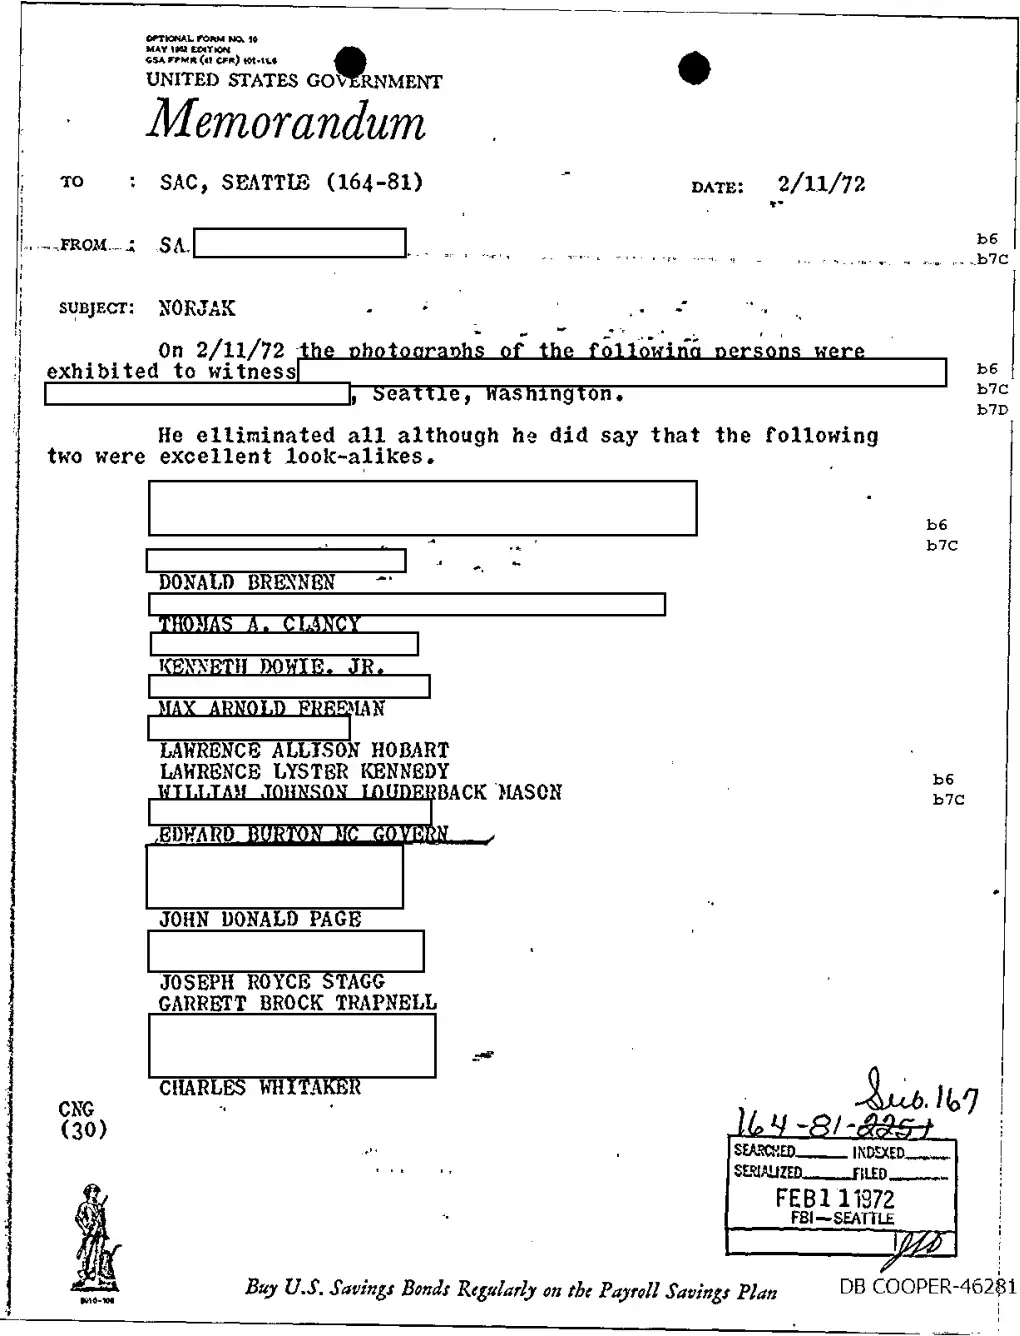 OPTIONAL FORM NO. 10
MAY 1962 EDITION
GSA FPMR (41 CFR) 101-11.6
UNITED STATES GOVERNMENT
Memorandum
TO : SAC, SEATTLE (164-81) DATE: 2/11/72
FROM : SA b6
b7C
SUBJECT: NORJAK
On 2/11/72 the photographs of the following persons were
exhibited to witness b6
, Seattle, Washington. b7C
b7D
He elliminated all although he did say that the following
two were excellent look-alikes.
b6
b7C
DONALD BRENNEN
THOMAS A. CLANCY
KENNETH DOWIE, JR.
MAX ARNOLD FREEMAN
LAWRENCE ALLISON HOBART
LAWRENCE LYSTER KENNEDY b6
WILLIAM JOHNSON LOUDERBACK MASON b7C
EDWARD BURTON MC GOVERN
JOHN DONALD PAGE
JOSEPH ROYCE STAGG
GARRETT BROCK TRAPNELL
CHARLES WHITAKER
CNG
(30)
Sub. 167
164-81-2251
SEARCHED INDEXED
SERIALIZED FILED
FEB 11 1972
FBI—SEATTLE
5010-108
Buy U.S. Savings Bonds Regularly on the Payroll Savings Plan
DB COOPER-46281